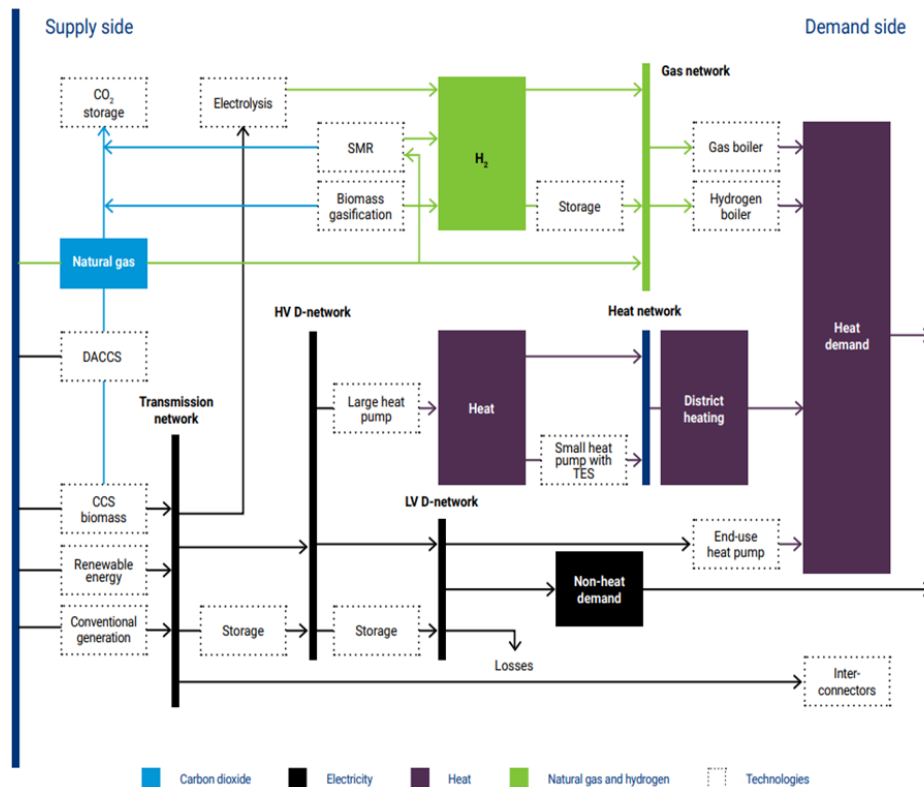 Supply side
Demand side
Gas network
CO2
storage
Electrolysis
SMR
H2
Gas boiler
Biomass
gasification
Storage
Hydrogen
boiler
Natural gas
HV D-network
Heat network
Heat
demand
DACCS
Transmission
network
Large heat
pump
Heat
District
heating
Small heat
pump with
TES
LV D-network
CCS
biomass
End-use
heat pump
Renewable
energy
Non-heat
demand
Conventional
generation
Storage
Storage
Losses
Inter-
connectors
Carbon dioxide
Electricity
Heat
Natural gas and hydrogen
Technologies